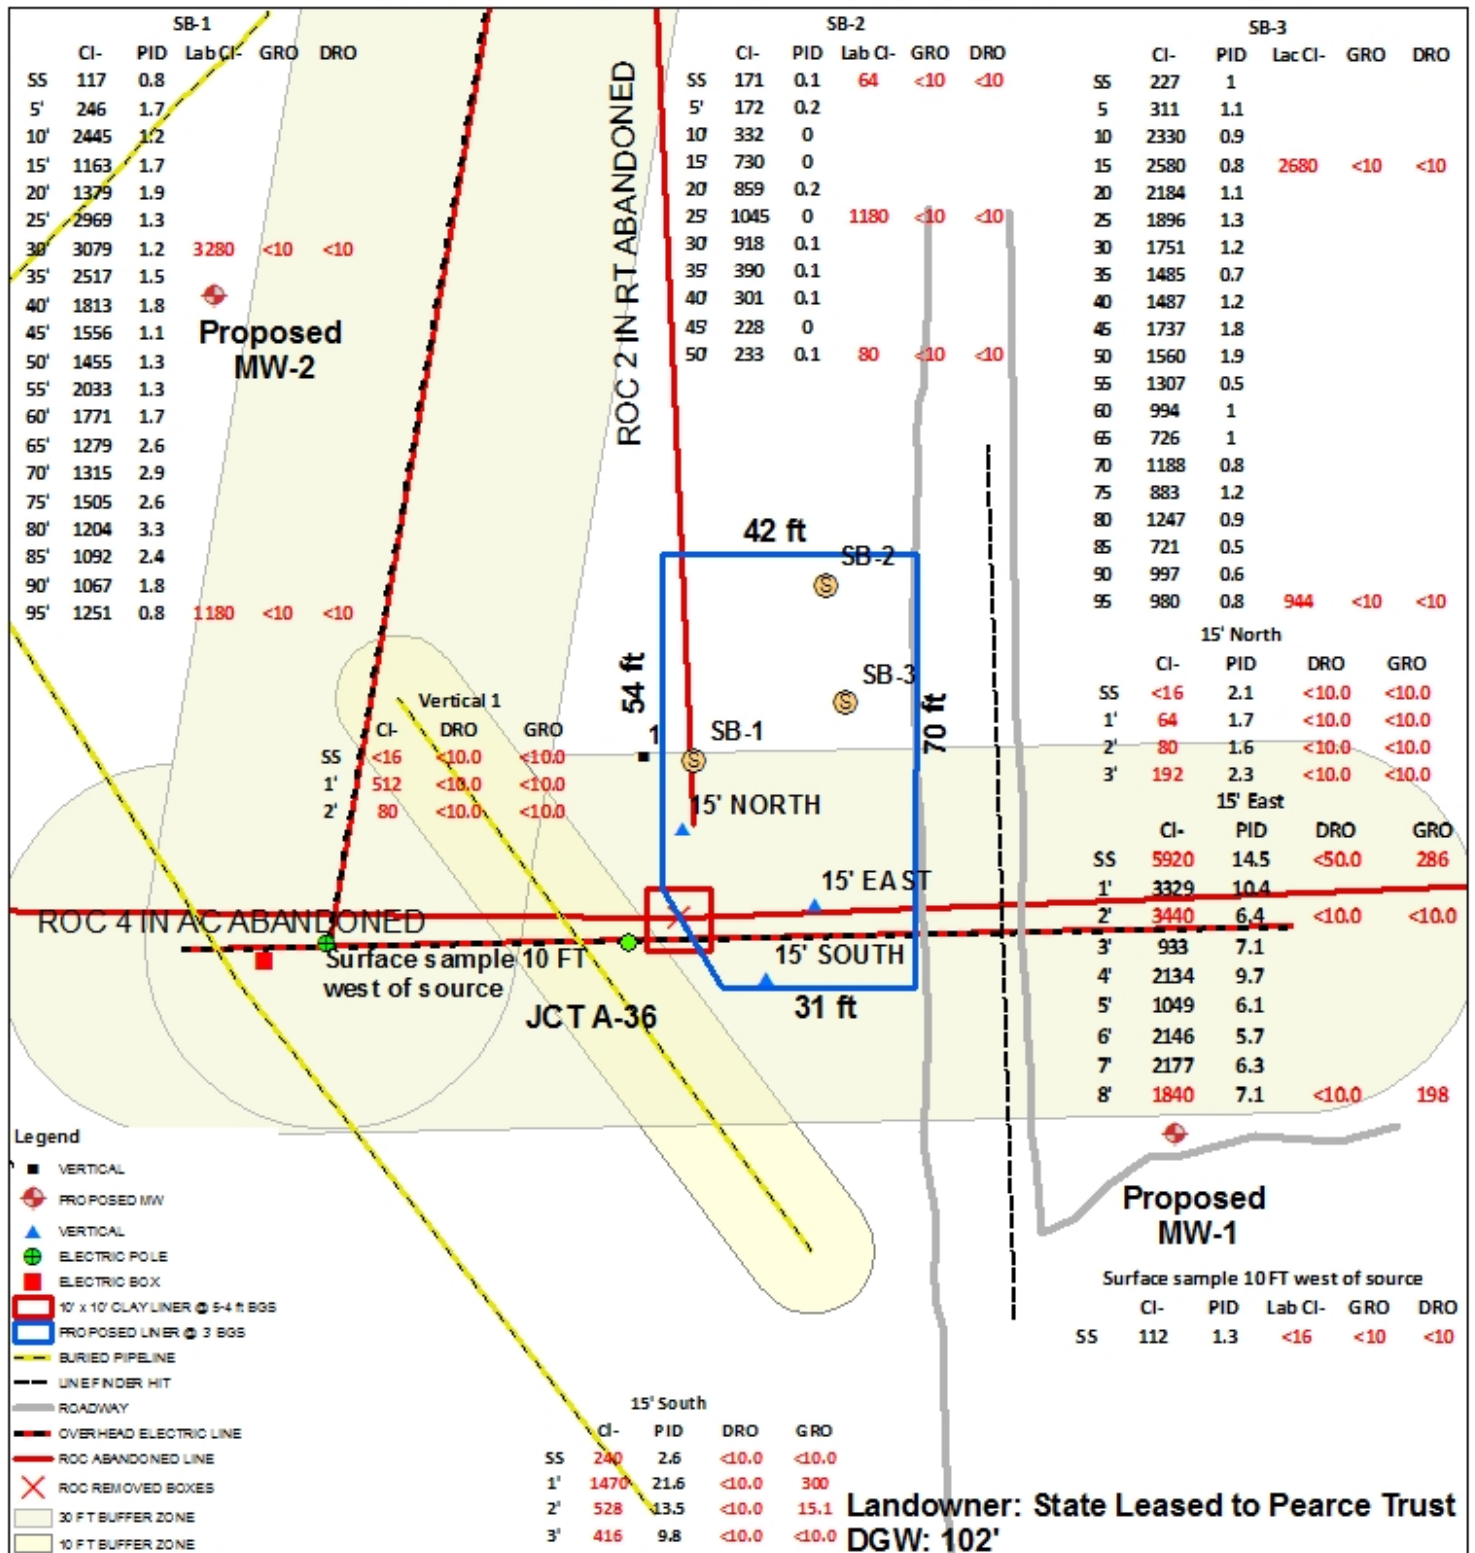 SB-1
Cl- PID Lab Cl- GRO DRO
SS 117 0.8
5' 246 1.7
10' 2445 1.2
15' 1163 1.7
20' 1379 1.9
25' 2969 1.3
30' 3079 1.2 3280 <10 <10
35' 2517 1.5
40' 1813 1.8
45' 1556 1.1
50' 1455 1.3
55' 2033 1.3
60' 1771 1.7
65' 1279 2.6
70' 1315 2.9
75' 1505 2.6
80' 1204 3.3
85' 1092 2.4
90' 1067 1.8
95' 1251 0.8 1180 <10 <10
Proposed
MW-2
ROC 2 IN RT ABANDONED
SB-2
Cl- PID Lab Cl- GRO DRO
SS 171 0.1 64 <10 <10
5' 172 0.2
10' 332 0
15' 730 0
20' 859 0.2
25' 1045 0 1180 <10 <10
30' 918 0.1
35' 390 0.1
40' 301 0.1
45' 228 0
50' 233 0.1 80 <10 <10
SB-3
Cl- PID Lac Cl- GRO DRO
SS 227 1
5 311 1.1
10 2330 0.9
15 2580 0.8 2680 <10 <10
20 2184 1.1
25 1896 1.3
30 1751 1.2
35 1485 0.7
40 1487 1.2
45 1737 1.8
50 1560 1.9
55 1307 0.5
60 994 1
65 726 1
70 1188 0.8
75 883 1.2
80 1247 0.9
85 721 0.5
90 997 0.6
95 980 0.8 944 <10 <10
15' North
Cl- PID DRO GRO
SS <16 2.1 <10.0 <10.0
1' 64 1.7 <10.0 <10.0
2' 80 1.6 <10.0 <10.0
3' 192 2.3 <10.0 <10.0
15' East
Cl- PID DRO GRO
SS 5920 14.5 <50.0 286
1' 3329 10.4
2' 3440 6.4 <10.0 <10.0
3' 933 7.1
4' 2134 9.7
5' 1049 6.1
6' 2146 5.7
7' 2177 6.3
8' 1840 7.1 <10.0 198
42 ft
SB-2
S
54 ft
SB-3
S
70 ft
1
SB-1
S
15' NORTH
15' EAST
15' SOUTH
31 ft
Vertical 1
Cl- DRO GRO
SS <16 <10.0 <10.0
1' 512 <10.0 <10.0
2' 80 <10.0 <10.0
ROC 4 IN AC ABANDONED
Surface sample 10 FT
west of source
JCT A-36
Proposed
MW-1
Surface sample 10 FT west of source
Cl- PID Lab Cl- GRO DRO
SS 112 1.3 <16 <10 <10
Legend
VERTICAL
PROPOSED MW
VERTICAL
ELECTRIC POLE
ELECTRIC BOX
10' x 10' CLAY LINER @ 5-4 ft BGS
PROPOSED LINER @ 3 BGS
BURIED PIPELINE
LINE FINDER HIT
ROADWAY
OVERHEAD ELECTRIC LINE
ROC ABANDONED LINE
ROC REMOVED BOXES
30 FT BUFFER ZONE
10 FT BUFFER ZONE
15' South
Cl- PID DRO GRO
SS 240 2.6 <10.0 <10.0
1' 1470 21.6 <10.0 300
2' 528 13.5 <10.0 15.1
3' 416 9.8 <10.0 <10.0
Landowner: State Leased to Pearce Trust
DGW: 102'